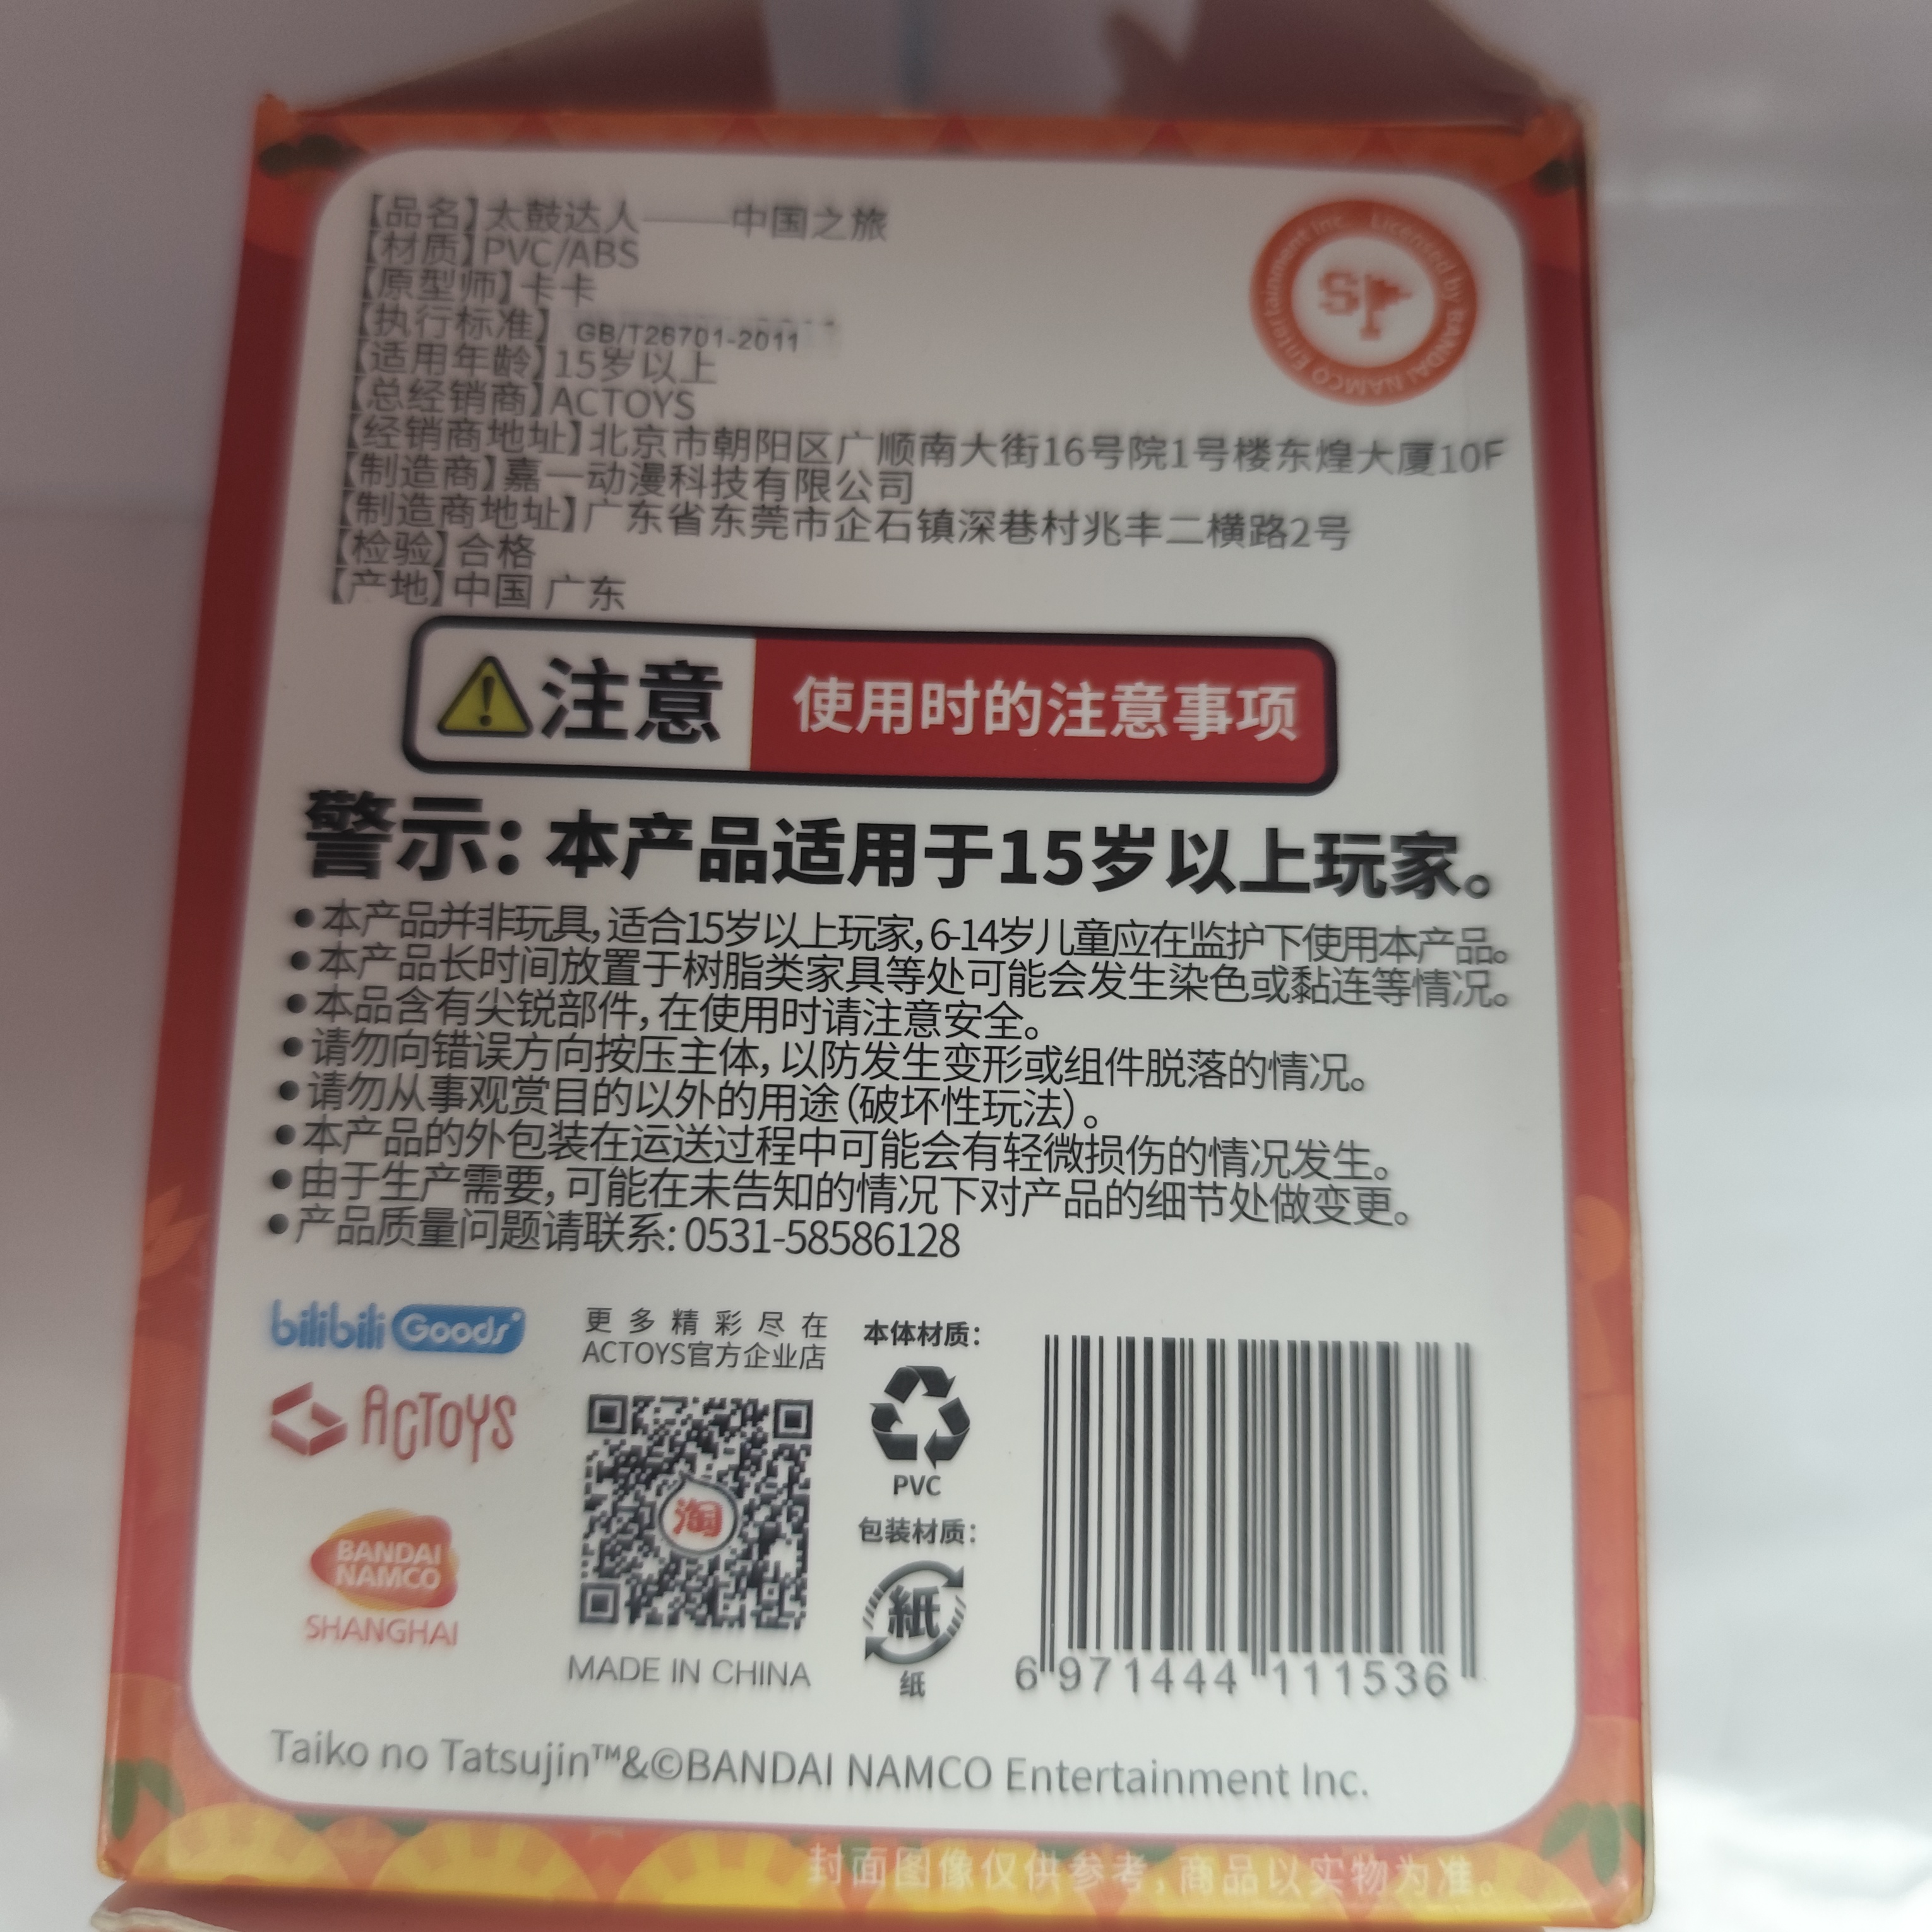 【品名】太鼓达人——中国之旅
【材质】PVC/ABS
【原型师】卡卡
【执行标准】 GB/T26701-2011
【适用年龄】15岁以上
【总经销商】ACTOYS
【经销商地址】北京市朝阳区广顺南大街16号院1号楼东煌大厦10F
【制造商】嘉一动漫科技有限公司
【制造商地址】广东省东莞市企石镇深巷村兆丰二横路2号
【检验】合格
【产地】中国 广东
Licensed by BANDAI NAMCO Entertainment Inc.
注意 使用时的注意事项
警示：本产品适用于15岁以上玩家。
●本产品并非玩具，适合15岁以上玩家，6-14岁儿童应在监护下使用本产品。
●本产品长时间放置于树脂类家具等处可能会发生染色或黏连等情况。
●本品含有尖锐部件，在使用时请注意安全。
●请勿向错误方向按压主体，以防发生变形或组件脱落的情况。
●请勿从事观赏目的以外的用途（破坏性玩法）。
●本产品的外包装在运送过程中可能会有轻微损伤的情况发生。
●由于生产需要，可能在未告知的情况下对产品的细节处做变更。
●产品质量问题请联系：0531-58586128
bilibili Goods
ACTOYS
BANDAI
NAMCO
SHANGHAI
更多精彩尽在
ACTOYS官方企业店
淘
MADE IN CHINA
本体材质：
PVC
包装材质：
紙
纸
6 971444 111536
Taiko no Tatsujin™&©BANDAI NAMCO Entertainment Inc.
封面图像仅供参考，商品以实物为准。